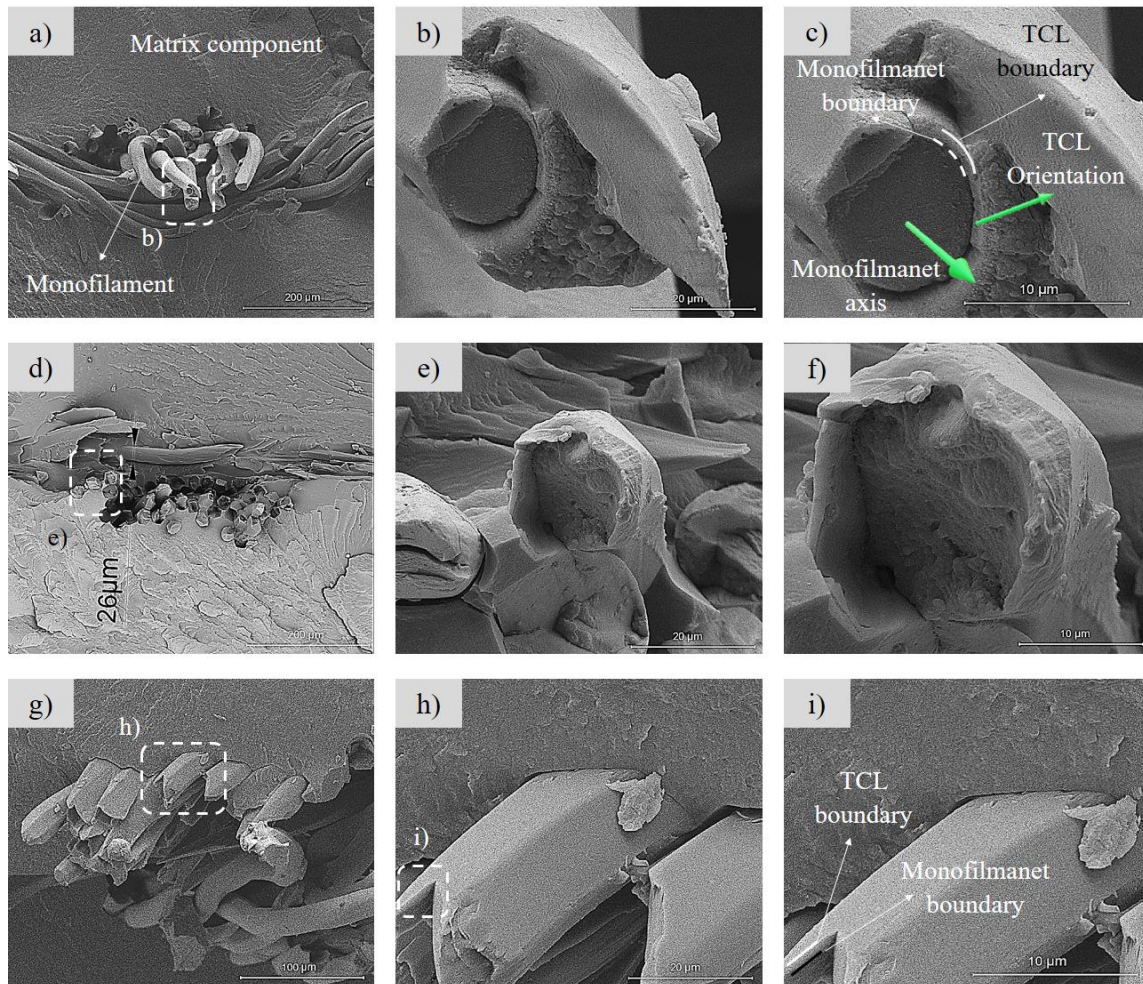 a)
Matrix component
b)
Monofilament
200 µm
b)
20 µm
c)
TCL
boundary
Monofilmanet
boundary
TCL
Orientation
Monofilmanet
axis
10 µm
d)
e)
26µm
200 µm
e)
20 µm
f)
10 µm
g)
h)
100 µm
h)
i)
20 µm
i)
TCL
boundary
Monofilmanet
boundary
10 µm